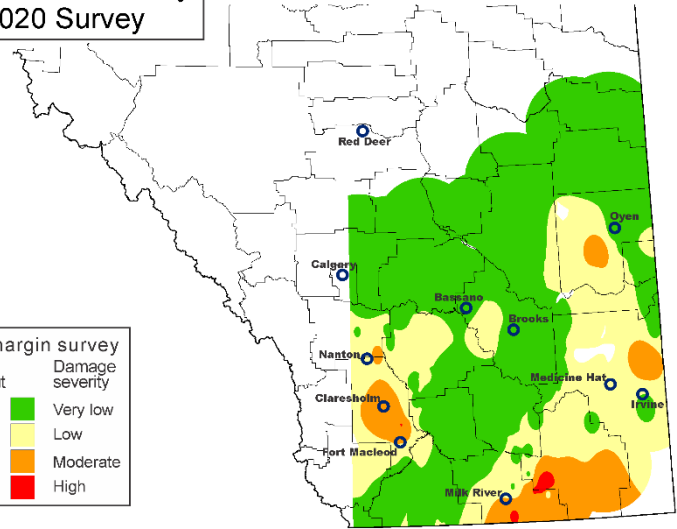 020 Survey
Red Deer
Oyen
Calgary
Bassano
Brooks
Nanton
Medicine Hat
Irvine
Claresholm
Fort Macleod
Milk River
margin survey
Damage
severity
Very low
Low
Moderate
High